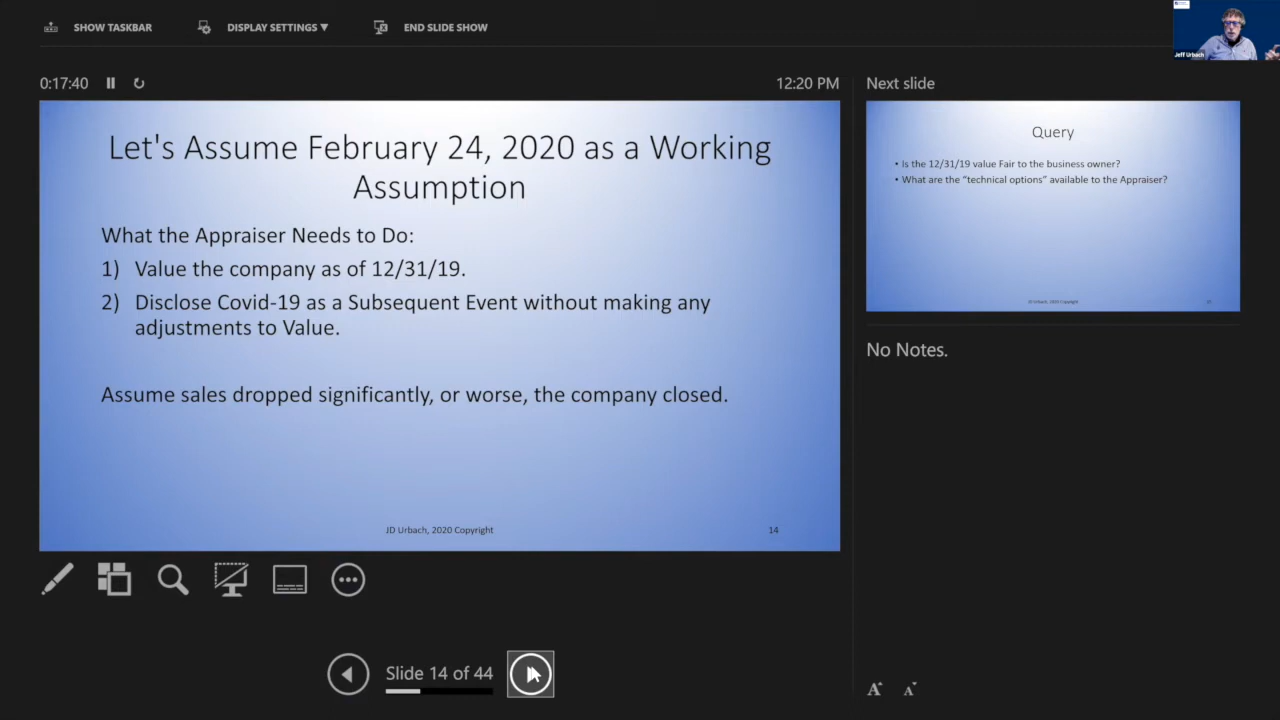 SHOW TASKBAR
DISPLAY SETTINGS ▼
END SLIDE SHOW
Jeff Urbach
0:17:40
12:20 PM
Let's Assume February 24, 2020 as a Working
Assumption
What the Appraiser Needs to Do:
1) Value the company as of 12/31/19.
2) Disclose Covid-19 as a Subsequent Event without making any
adjustments to Value.
Assume sales dropped significantly, or worse, the company closed.
JD Urbach, 2020 Copyright
14
Next slide
Query
• Is the 12/31/19 value Fair to the business owner?
• What are the "technical options" available to the Appraiser?
JD Urbach, 2020 Copyright
No Notes.
Slide 14 of 44
A A